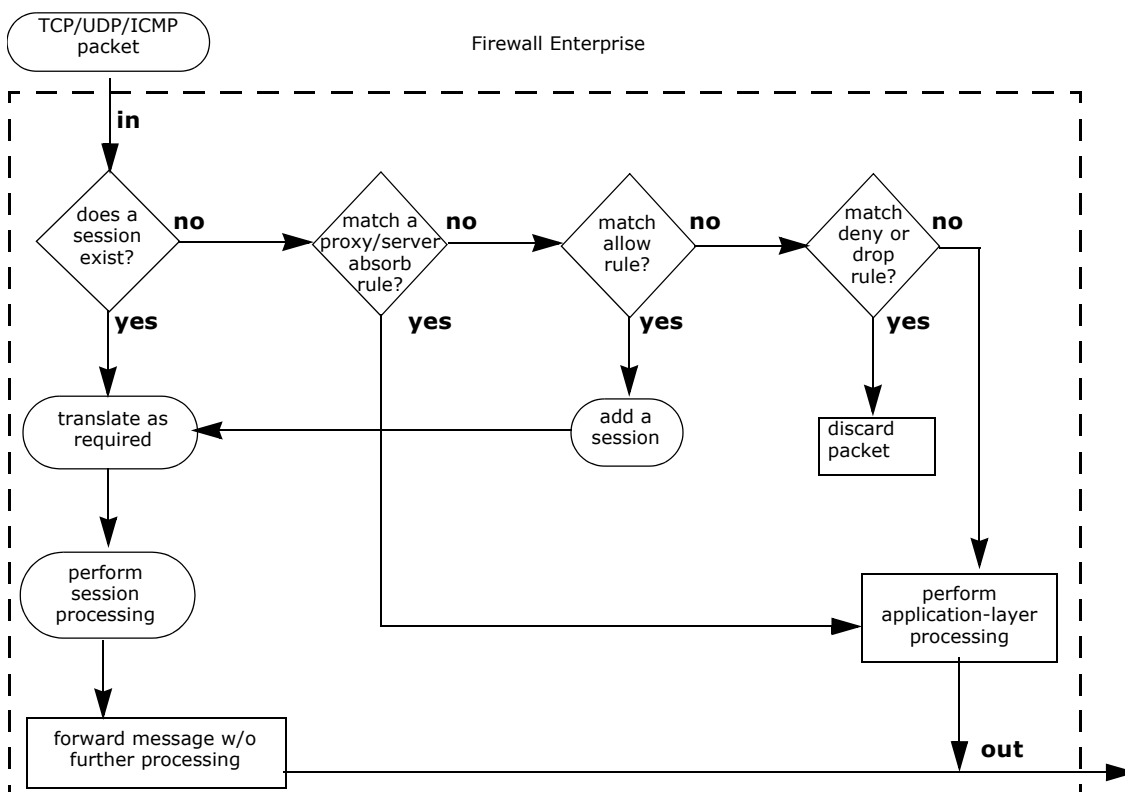 TCP/UDP/ICMP
packet
Firewall Enterprise
in
does a
session
exist?
no
match a
proxy/server
absorb
rule?
no
match
allow
rule?
no
match
deny or
drop
rule?
no
yes
yes
yes
yes
translate as
required
add a
session
discard
packet
perform
session
processing
perform
application-layer
processing
forward message w/o
further processing
out